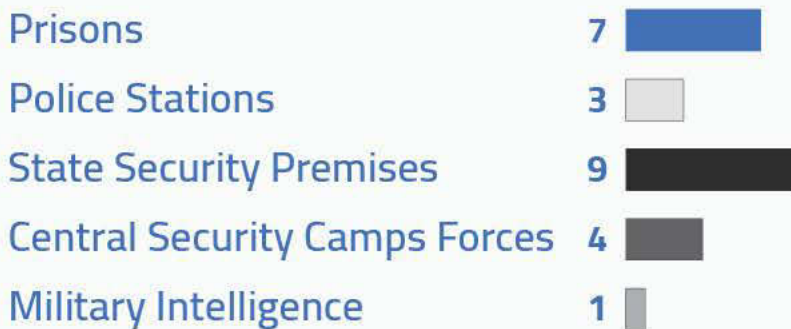 Prisons 7
Police Stations 3
State Security Premises 9
Central Security Camps Forces 4
Military Intelligence 1